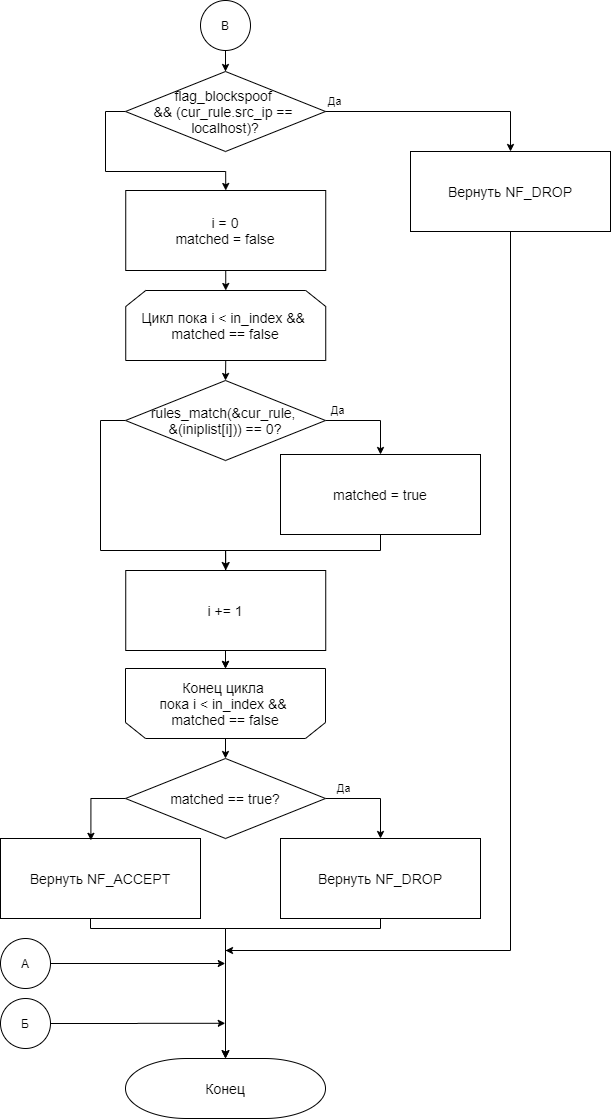 В
flag_blockspoof
&& (cur_rule.src_ip ==
localhost)?
Да
Вернуть NF_DROP
i = 0
matched = false
Цикл пока i < in_index &&
matched == false
rules_match(&cur_rule,
&(iniplist[i])) == 0?
Да
matched = true
i += 1
Конец цикла
пока i < in_index &&
matched == false
matched == true?
Да
Вернуть NF_ACCEPT
Вернуть NF_DROP
А
Б
Конец